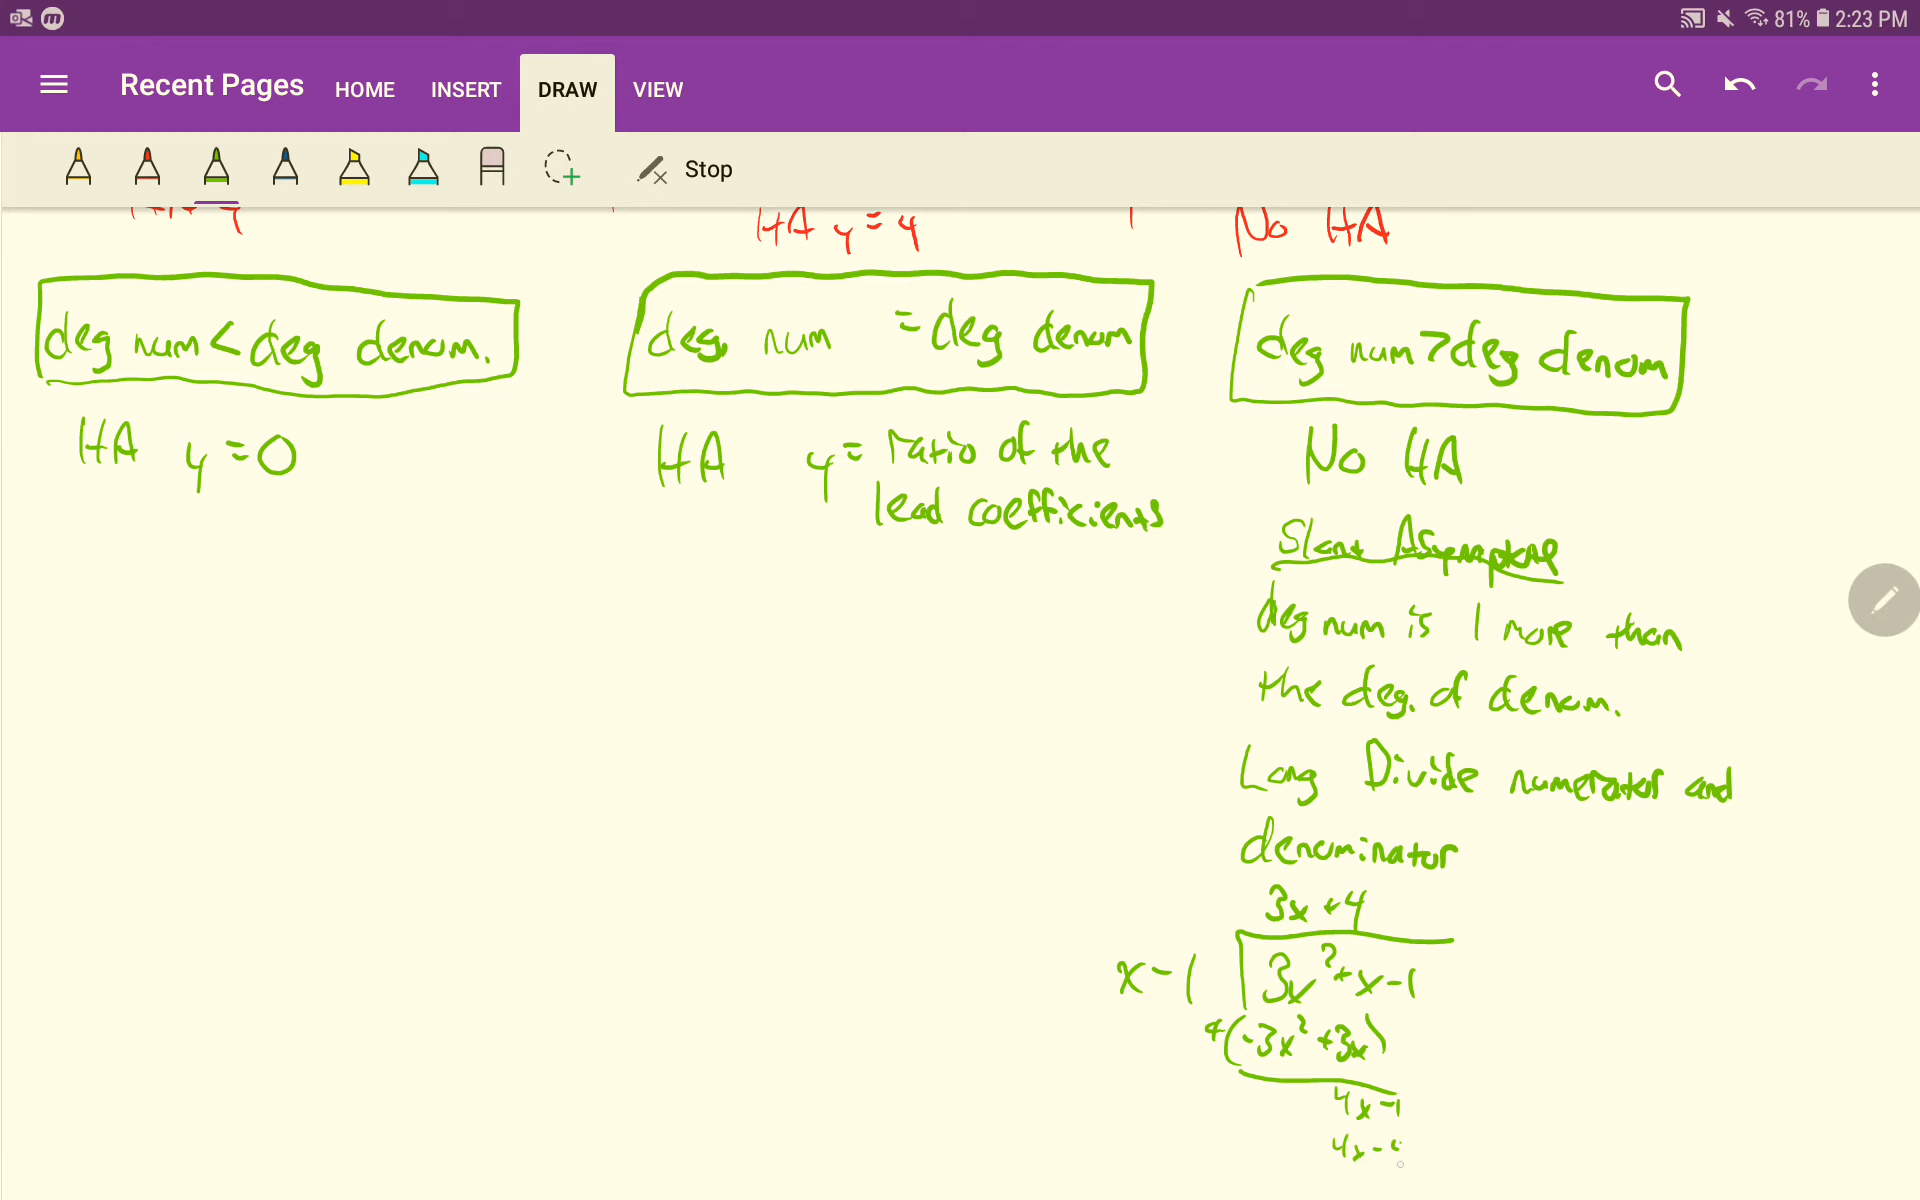 81% 2:23 PM
Recent Pages HOME INSERT DRAW VIEW
Stop
HA y = 4
No HA
deg num < deg denom.
HA y = 0
deg. num = deg denom
HA y = ratio of the
lead coefficients
deg num > deg denom
No HA
Slant Asymptote
deg num is 1 more than
the deg. of denom.
Long Divide numerator and
denominator
3x + 4
x - 1 3x² + x - 1
+(-3x² + 3x)
4x - 1
4x -